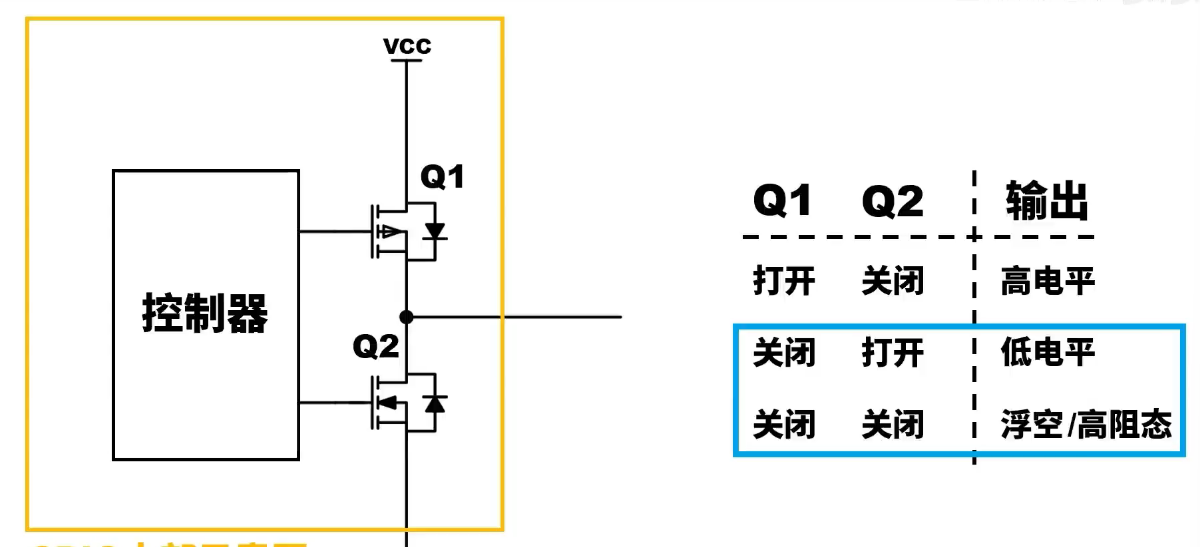 VCC
Q1
控制器
Q2
Q1 Q2 输出
打开 关闭 高电平
关闭 打开 低电平
关闭 关闭 浮空/高阻态